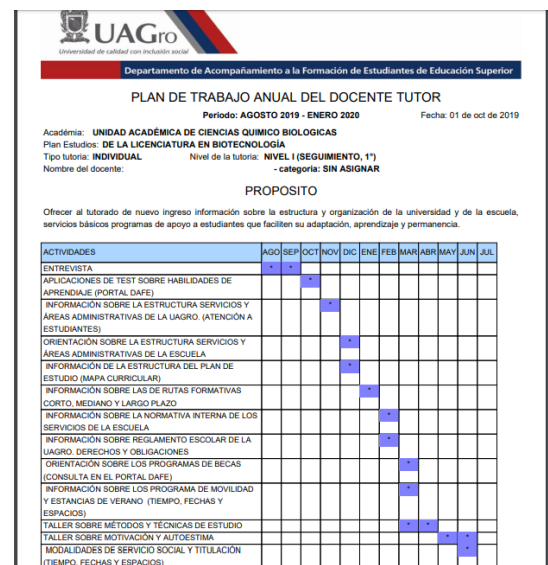 UAGro
Universidad de calidad con inclusión social
Departamento de Acompañamiento a la Formación de Estudiantes de Educación Superior
PLAN DE TRABAJO ANUAL DEL DOCENTE TUTOR
Periodo: AGOSTO 2019 - ENERO 2020 Fecha: 01 de oct de 2019
Académia: UNIDAD ACADÉMICA DE CIENCIAS QUIMICO BIOLOGICAS
Plan Estudios: DE LA LICENCIATURA EN BIOTECNOLOGÍA
Tipo tutoria: INDIVIDUAL Nivel de la tutoria: NIVEL I (SEGUIMIENTO, 1°)
Nombre del docente: - categoria: SIN ASIGNAR
PROPOSITO
Ofrecer al tutorado de nuevo ingreso información sobre la estructura y organización de la universidad y de la escuela,
servicios básicos programas de apoyo a estudiantes que faciliten su adaptación, aprendizaje y permanencia.
ACTIVIDADES AGO SEP OCT NOV DIC ENE FEB MAR ABR MAY JUN JUL
ENTREVISTA * *
APLICACIONES DE TEST SOBRE HABILIDADES DE *
APRENDIAJE (PORTAL DAFE)
INFORMACIÓN SOBRE LA ESTRUCTURA SERVICIOS Y *
ÁREAS ADMINISTRATIVAS DE LA UAGRO. (ATENCIÓN A
ESTUDIANTES)
ORIENTACIÓN SOBRE LA ESTRUCTURA SERVICIOS Y *
ÁREAS ADMINISTRATIVAS DE LA ESCUELA
INFORMACIÓN DE LA ESTRUCTURA DEL PLAN DE *
ESTUDIO (MAPA CURRICULAR)
INFORMACIÓN SOBRE LAS DE RUTAS FORMATIVAS *
CORTO, MEDIANO Y LARGO PLAZO
INFORMACIÓN SOBRE LA NORMATIVA INTERNA DE LOS *
SERVICIOS DE LA ESCUELA
INFORMACIÓN SOBRE REGLAMENTO ESCOLAR DE LA *
UAGRO. DERECHOS Y OBLIGACIONES
ORIENTACIÓN SOBRE LOS PROGRAMAS DE BECAS *
(CONSULTA EN EL PORTAL DAFE)
INFORMACIÓN SOBRE LOS PROGRAMA DE MOVILIDAD *
Y ESTANCIAS DE VERANO (TIEMPO, FECHAS Y
ESPACIOS)
TALLER SOBRE MÉTODOS Y TÉCNICAS DE ESTUDIO * *
TALLER SOBRE MOTIVACIÓN Y AUTOESTIMA * *
MODALIDADES DE SERVICIO SOCIAL Y TITULACIÓN *
(TIEMPO, FECHAS Y ESPACIOS)